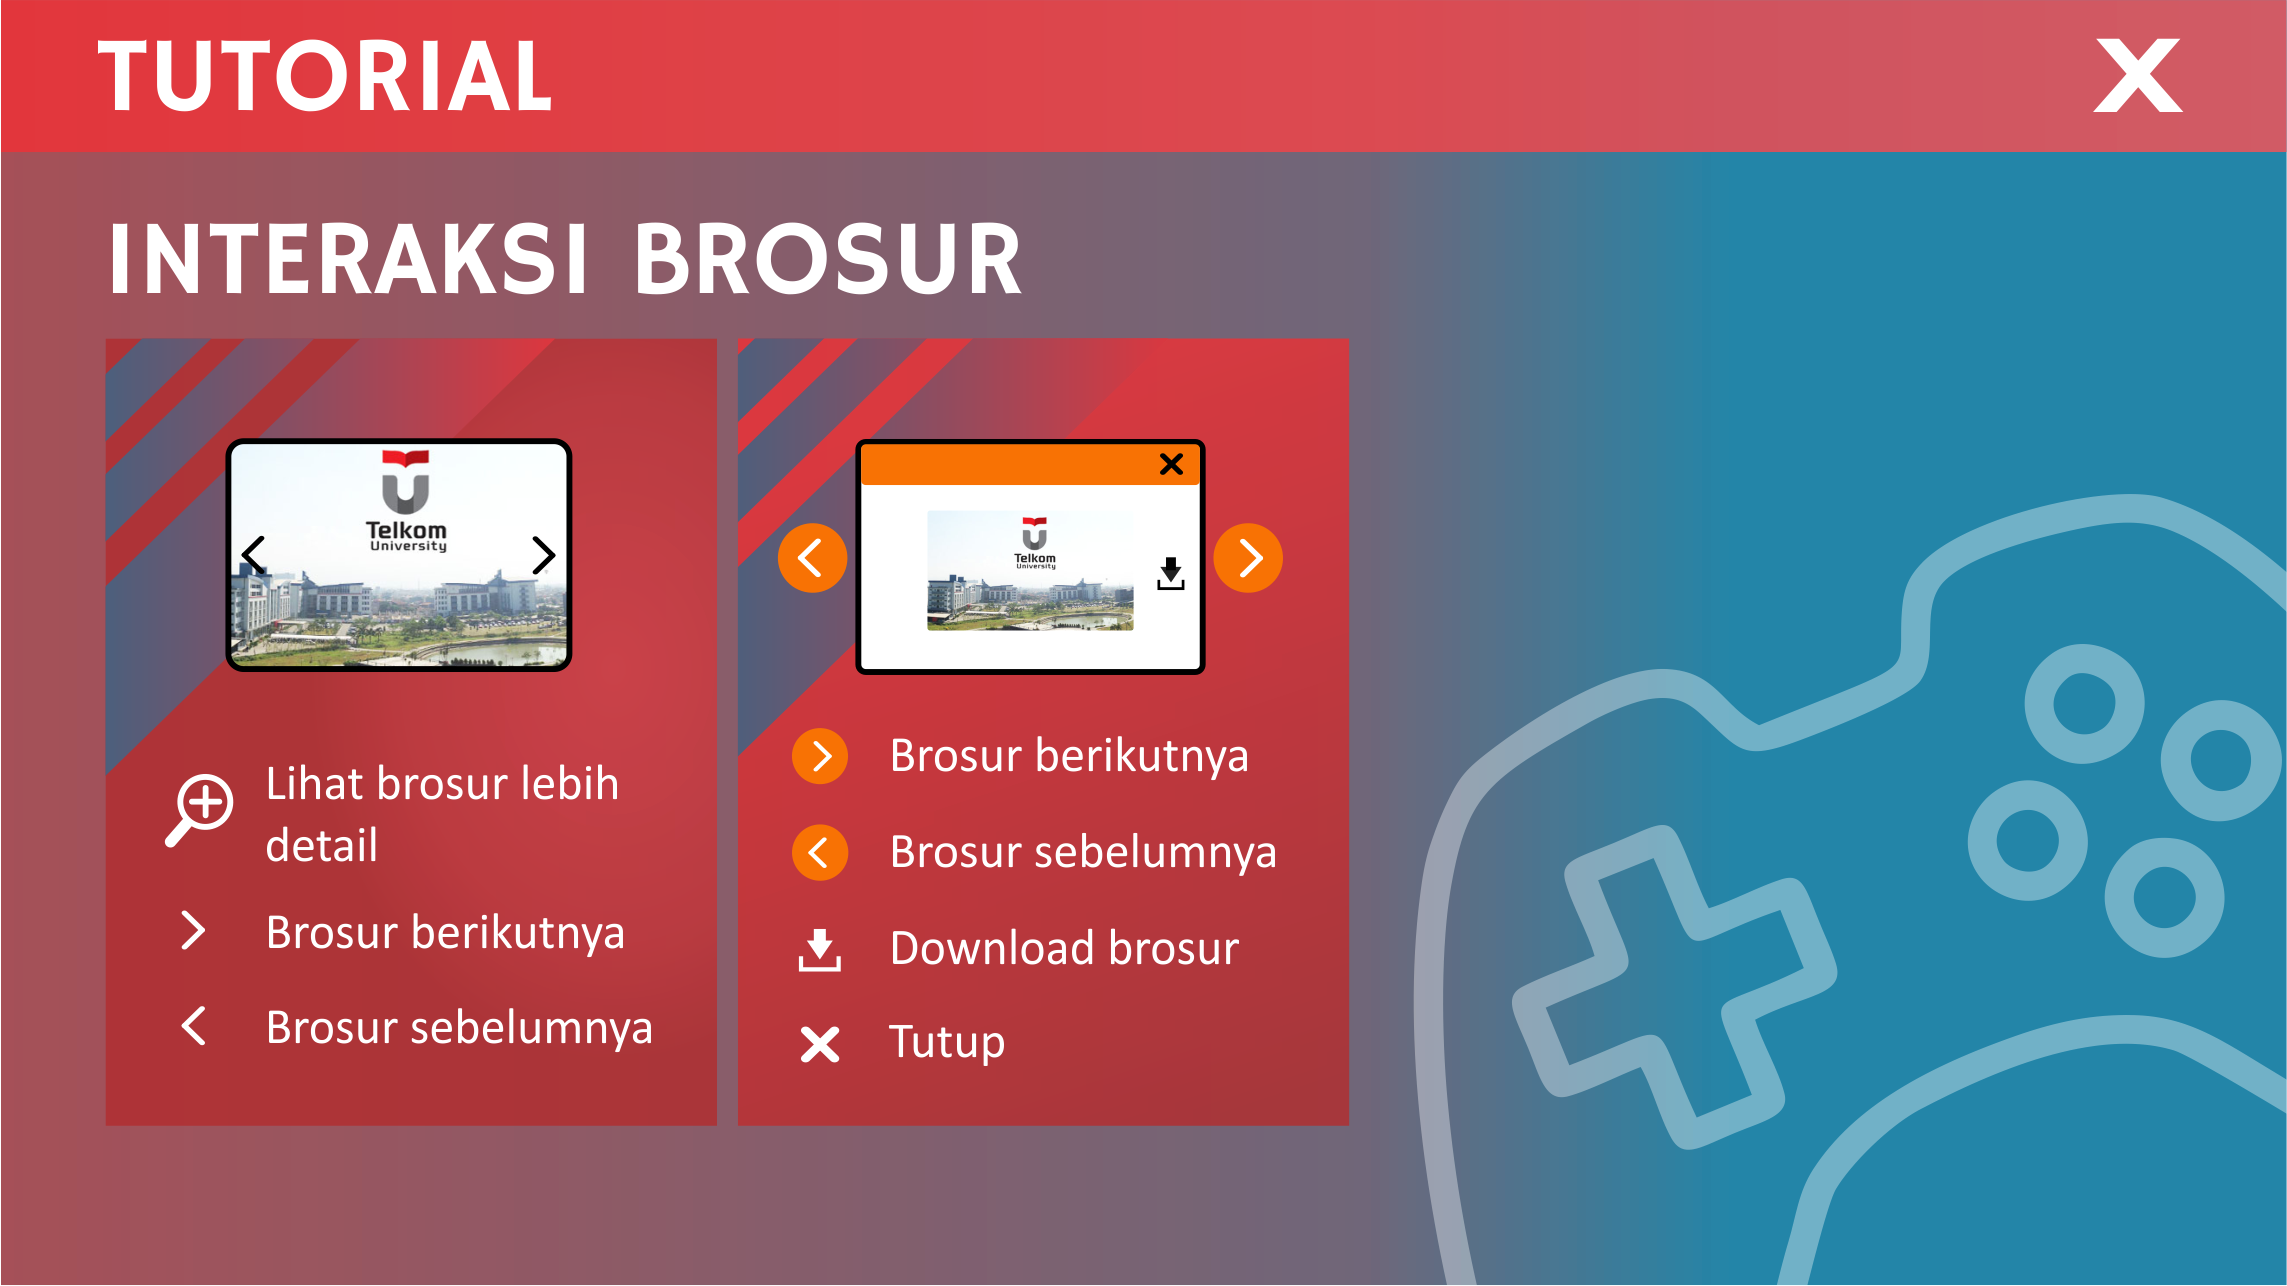 TUTORIAL
X
INTERAKSI BROSUR
Telkom
University
Lihat brosur lebih
detail
Brosur berikutnya
Brosur sebelumnya
Telkom
University
Brosur berikutnya
Brosur sebelumnya
Download brosur
Tutup